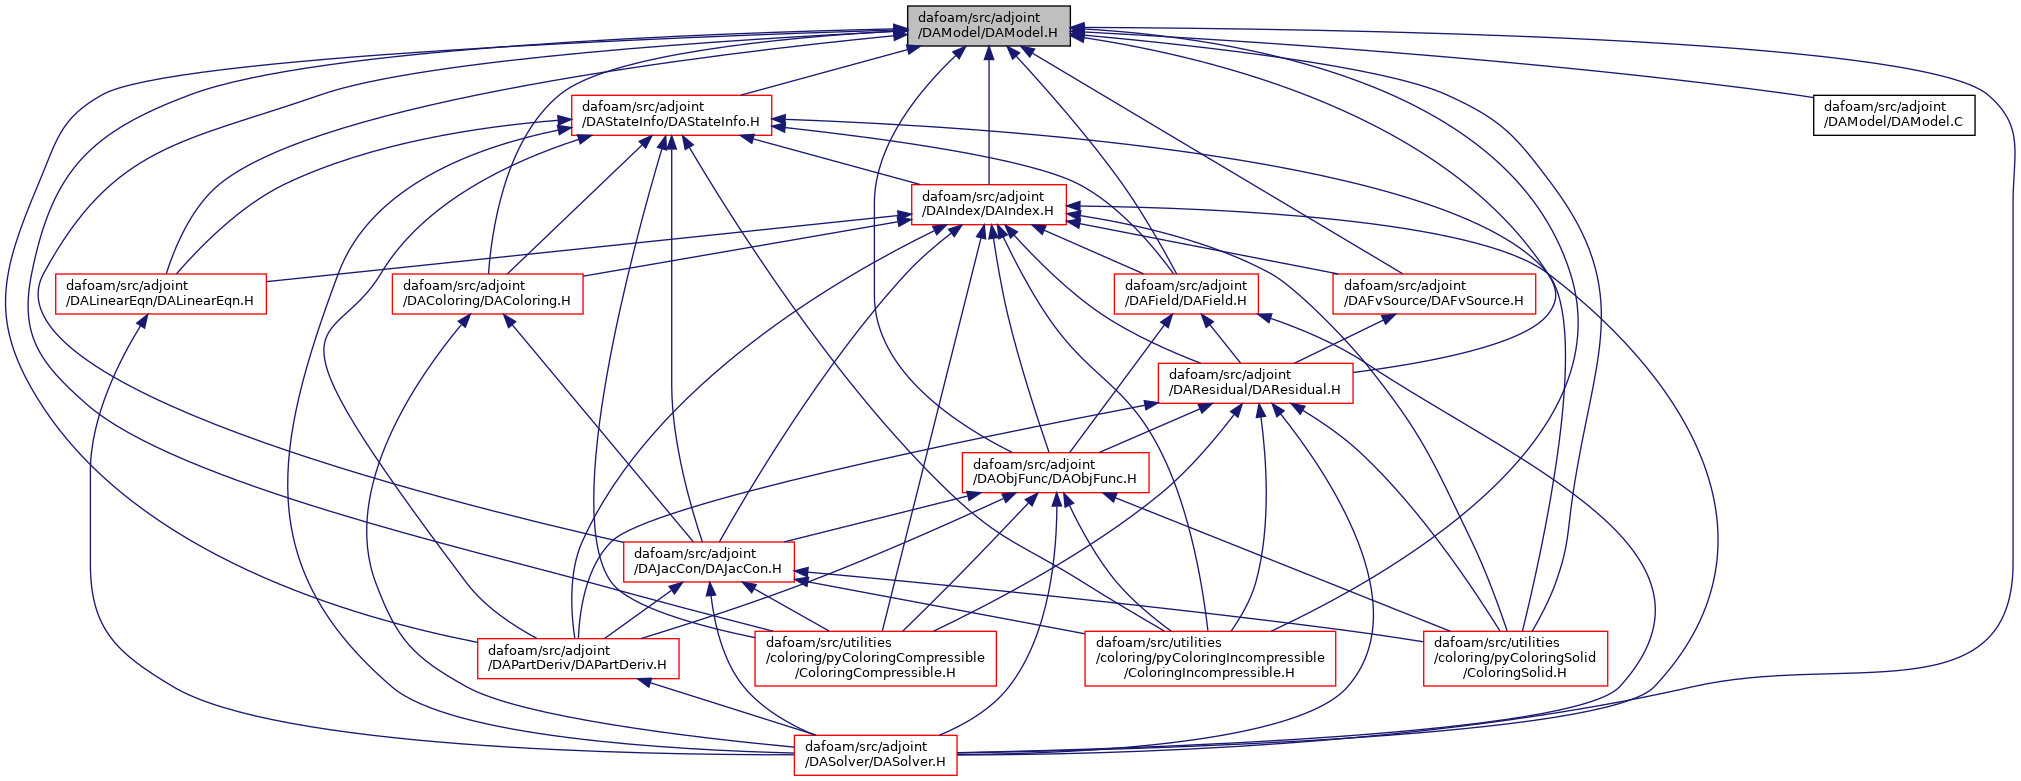 dafoam/src/adjoint
/DAModel/DAModel.H
dafoam/src/adjoint
/DAStateInfo/DAStateInfo.H
dafoam/src/adjoint
/DAModel/DAModel.C
dafoam/src/adjoint
/DAIndex/DAIndex.H
dafoam/src/adjoint
/DALinearEqn/DALinearEqn.H
dafoam/src/adjoint
/DAColoring/DAColoring.H
dafoam/src/adjoint
/DAField/DAField.H
dafoam/src/adjoint
/DAFvSource/DAFvSource.H
dafoam/src/adjoint
/DAResidual/DAResidual.H
dafoam/src/adjoint
/DAObjFunc/DAObjFunc.H
dafoam/src/adjoint
/DAJacCon/DAJacCon.H
dafoam/src/adjoint
/DAPartDeriv/DAPartDeriv.H
dafoam/src/utilities
/coloring/pyColoringCompressible
/ColoringCompressible.H
dafoam/src/utilities
/coloring/pyColoringIncompressible
/ColoringIncompressible.H
dafoam/src/utilities
/coloring/pyColoringSolid
/ColoringSolid.H
dafoam/src/adjoint
/DASolver/DASolver.H